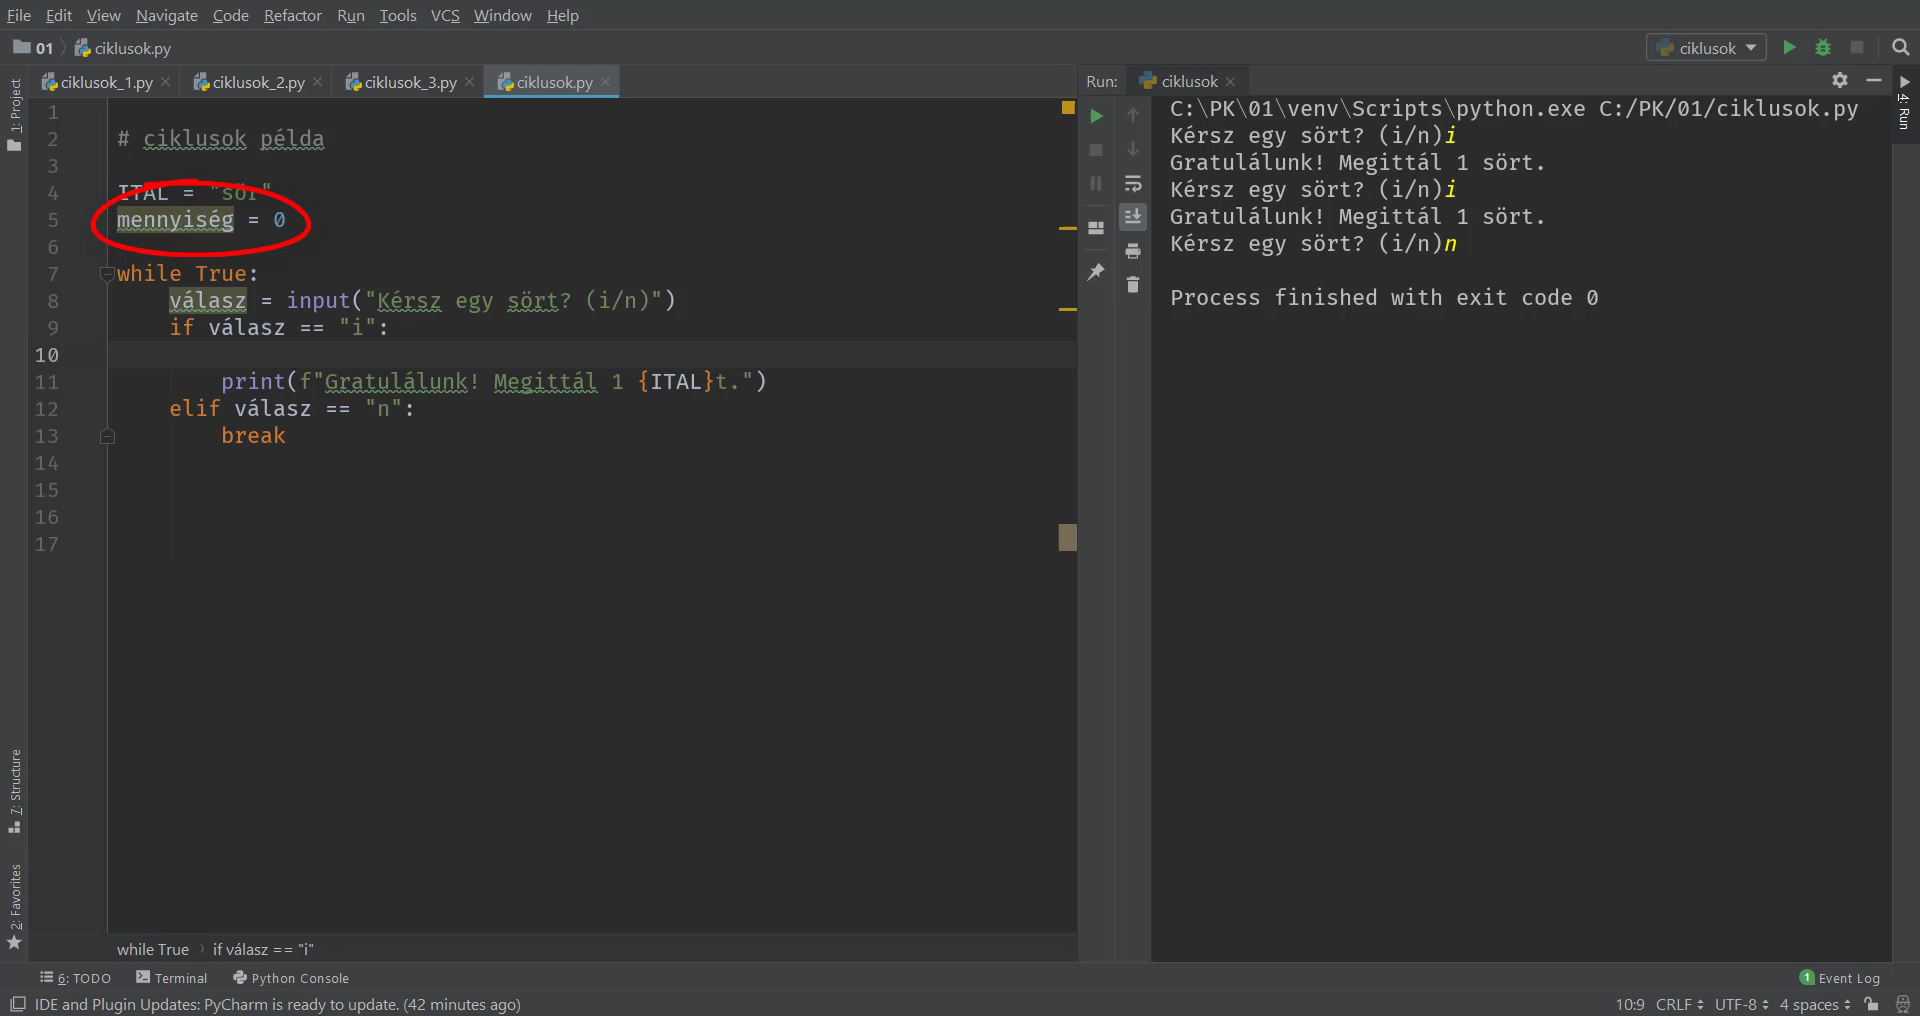 File Edit View Navigate Code Refactor Run Tools VCS Window Help
01 ciklusok.py
ciklusok
ciklusok_1.py ciklusok_2.py ciklusok_3.py ciklusok.py
Run: ciklusok
1: Project
7: Structure
2: Favorites
4: Run
1
2 # ciklusok példa
3
4 ITAL = "sör"
5 mennyiség = 0
6
7 while True:
8 válasz = input("Kérsz egy sört? (i/n)")
9 if válasz == "i":
10
11 print(f"Gratulálunk! Megittál 1 {ITAL}t.")
12 elif válasz == "n":
13 break
14
15
16
17
while True › if válasz == "i"
C:\PK\01\venv\Scripts\python.exe C:/PK/01/ciklusok.py
Kérsz egy sört? (i/n)i
Gratulálunk! Megittál 1 sört.
Kérsz egy sört? (i/n)i
Gratulálunk! Megittál 1 sört.
Kérsz egy sört? (i/n)n
Process finished with exit code 0
6: TODO Terminal Python Console
1 Event Log
IDE and Plugin Updates: PyCharm is ready to update. (42 minutes ago)
10:9 CRLF UTF-8 4 spaces